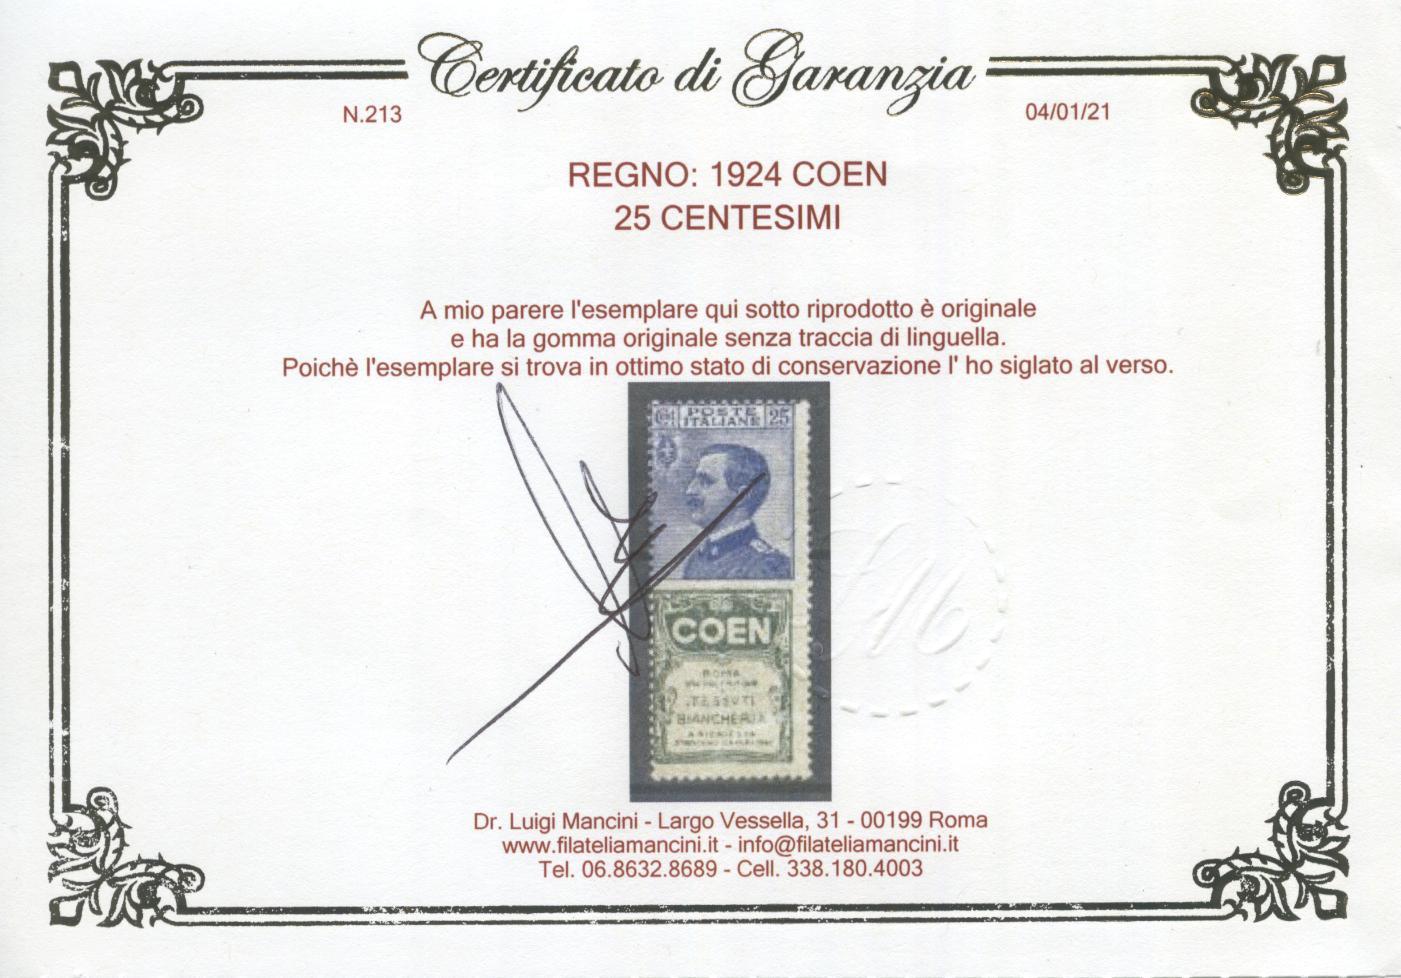 Certificato di Garanzia
N.213
04/01/21
REGNO: 1924 COEN
25 CENTESIMI
A mio parere l'esemplare qui sotto riprodotto è originale
e ha la gomma originale senza traccia di linguella.
Poichè l'esemplare si trova in ottimo stato di conservazione l' ho siglato al verso.
POSTE
ITALIANE
25
COEN
ROMA
TESSUTI
BIANCHERIA
Dr. Luigi Mancini - Largo Vessella, 31 - 00199 Roma
www.filateliamancini.it - info@filateliamancini.it
Tel. 06.8632.8689 - Cell. 338.180.4003